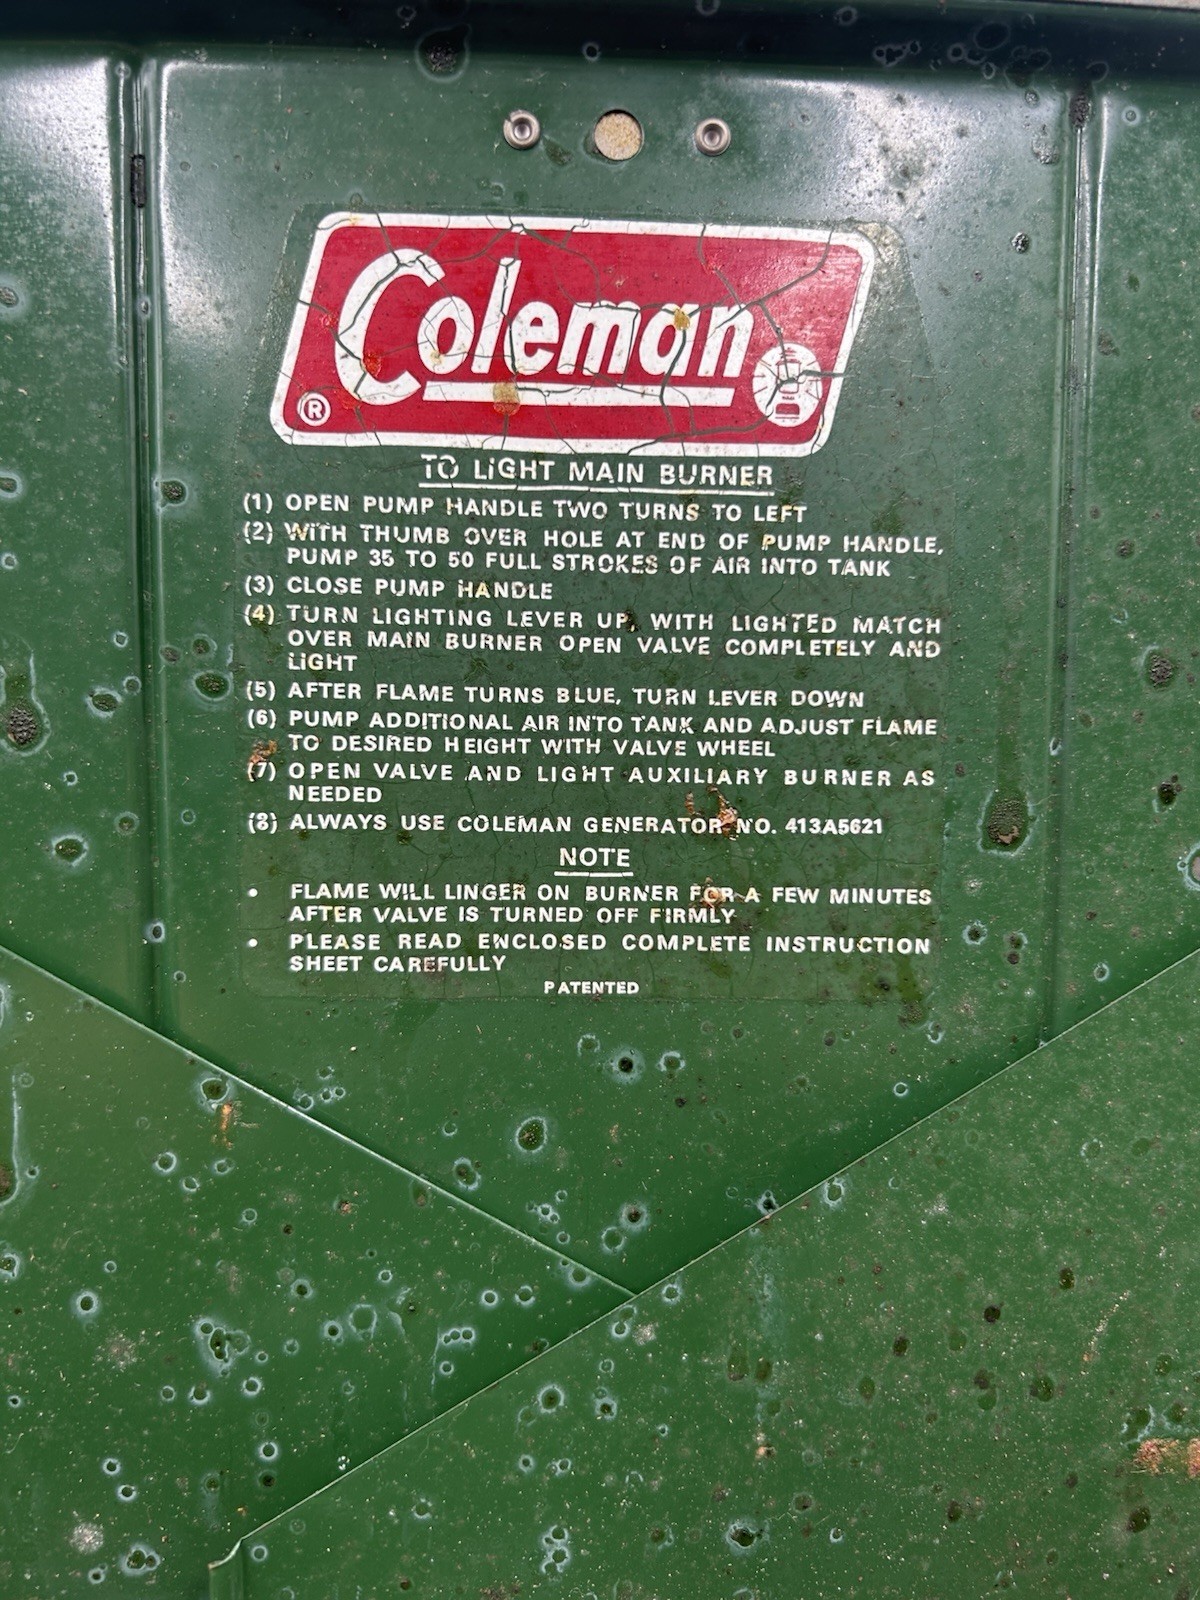 Coleman
®
TO LIGHT MAIN BURNER
(1) OPEN PUMP HANDLE TWO TURNS TO LEFT
(2) WITH THUMB OVER HOLE AT END OF PUMP HANDLE,
PUMP 35 TO 50 FULL STROKES OF AIR INTO TANK
(3) CLOSE PUMP HANDLE
(4) TURN LIGHTING LEVER UP, WITH LIGHTED MATCH
OVER MAIN BURNER OPEN VALVE COMPLETELY AND
LIGHT
(5) AFTER FLAME TURNS BLUE, TURN LEVER DOWN
(6) PUMP ADDITIONAL AIR INTO TANK AND ADJUST FLAME
TO DESIRED HEIGHT WITH VALVE WHEEL
(7) OPEN VALVE AND LIGHT AUXILIARY BURNER AS
NEEDED
(8) ALWAYS USE COLEMAN GENERATOR NO. 413A5621
NOTE
• FLAME WILL LINGER ON BURNER FOR A FEW MINUTES
AFTER VALVE IS TURNED OFF FIRMLY
• PLEASE READ ENCLOSED COMPLETE INSTRUCTION
SHEET CAREFULLY
PATENTED